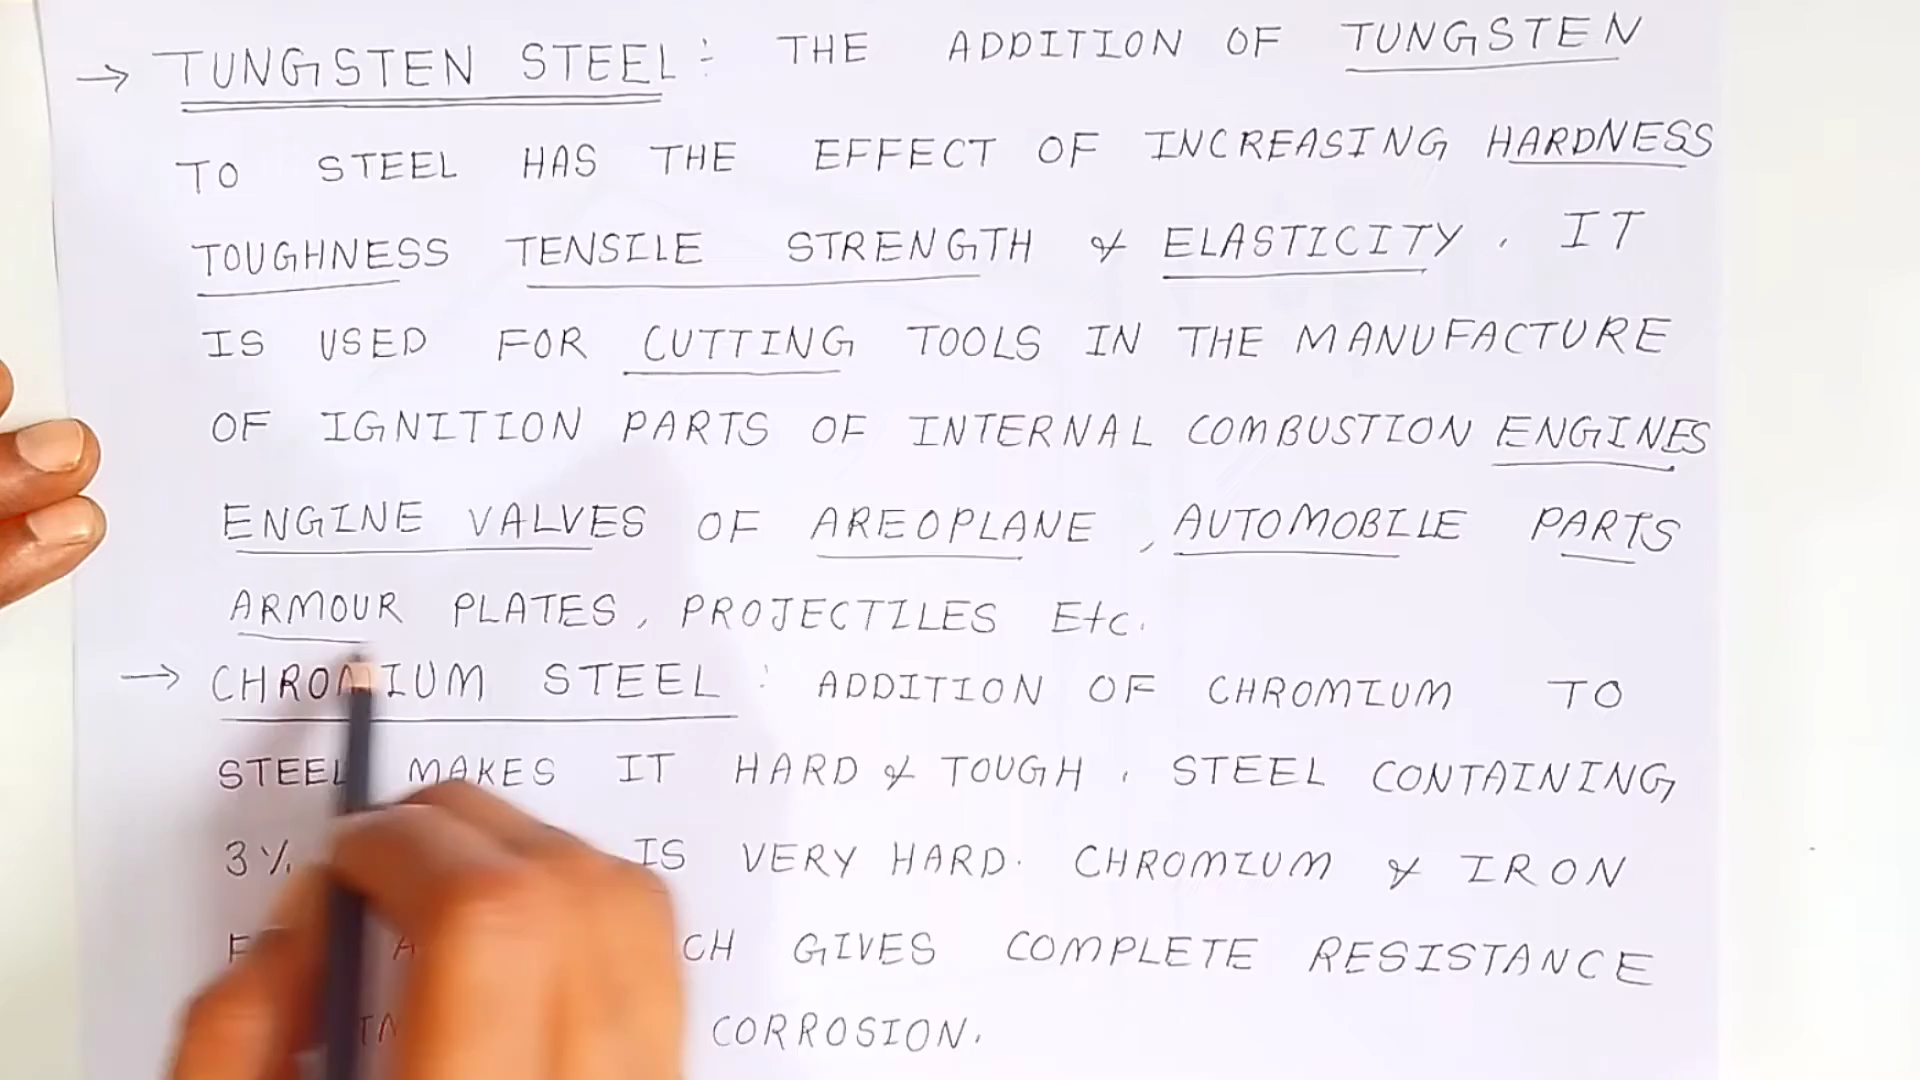 → TUNGSTEN STEEL: THE ADDITION OF TUNGSTEN
TO STEEL HAS THE EFFECT OF INCREASING HARDNESS
TOUGHNESS TENSILE STRENGTH & ELASTICITY. IT
IS USED FOR CUTTING TOOLS IN THE MANUFACTURE
OF IGNITION PARTS OF INTERNAL COMBUSTION ENGINES
ENGINE VALVES OF AREOPLANE, AUTOMOBILE PARTS
ARMOUR PLATES, PROJECTILES Etc.
→ CHROMIUM STEEL: ADDITION OF CHROMIUM TO
STEEL MAKES IT HARD & TOUGH. STEEL CONTAINING
3% IS VERY HARD. CHROMIUM & IRON
GIVES COMPLETE RESISTANCE
CORROSION.